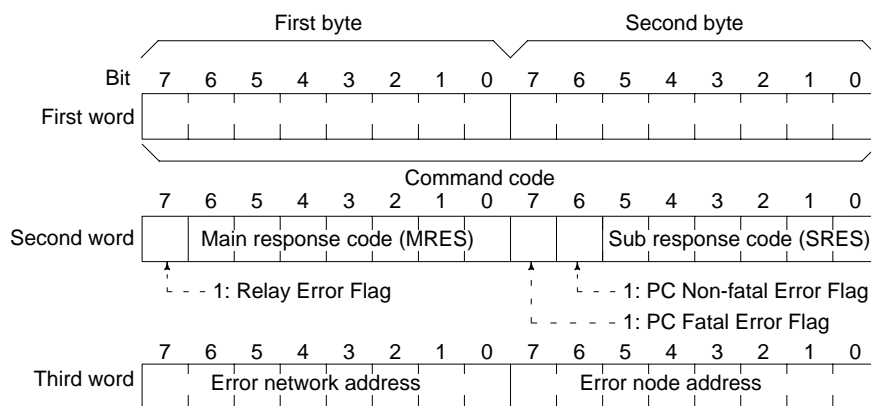 First byte Second byte
Bit 7 6 5 4 3 2 1 0 7 6 5 4 3 2 1 0
First word
Command code
7 6 5 4 3 2 1 0 7 6 5 4 3 2 1 0
Second word Main response code (MRES) Sub response code (SRES)
1: Relay Error Flag 1: PC Non-fatal Error Flag
1: PC Fatal Error Flag
7 6 5 4 3 2 1 0 7 6 5 4 3 2 1 0
Third word Error network address Error node address